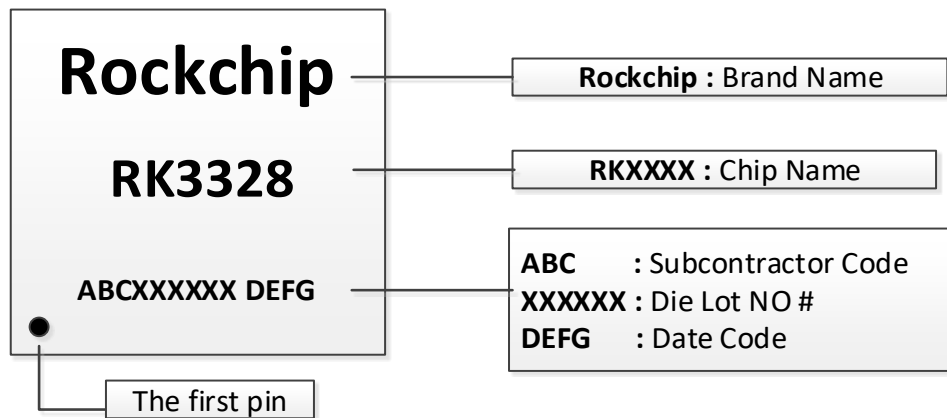 Rockchip
RK3328
ABCXXXXXX DEFG
The first pin
Rockchip : Brand Name
RKXXXX : Chip Name
ABC : Subcontractor Code
XXXXXX : Die Lot NO #
DEFG : Date Code